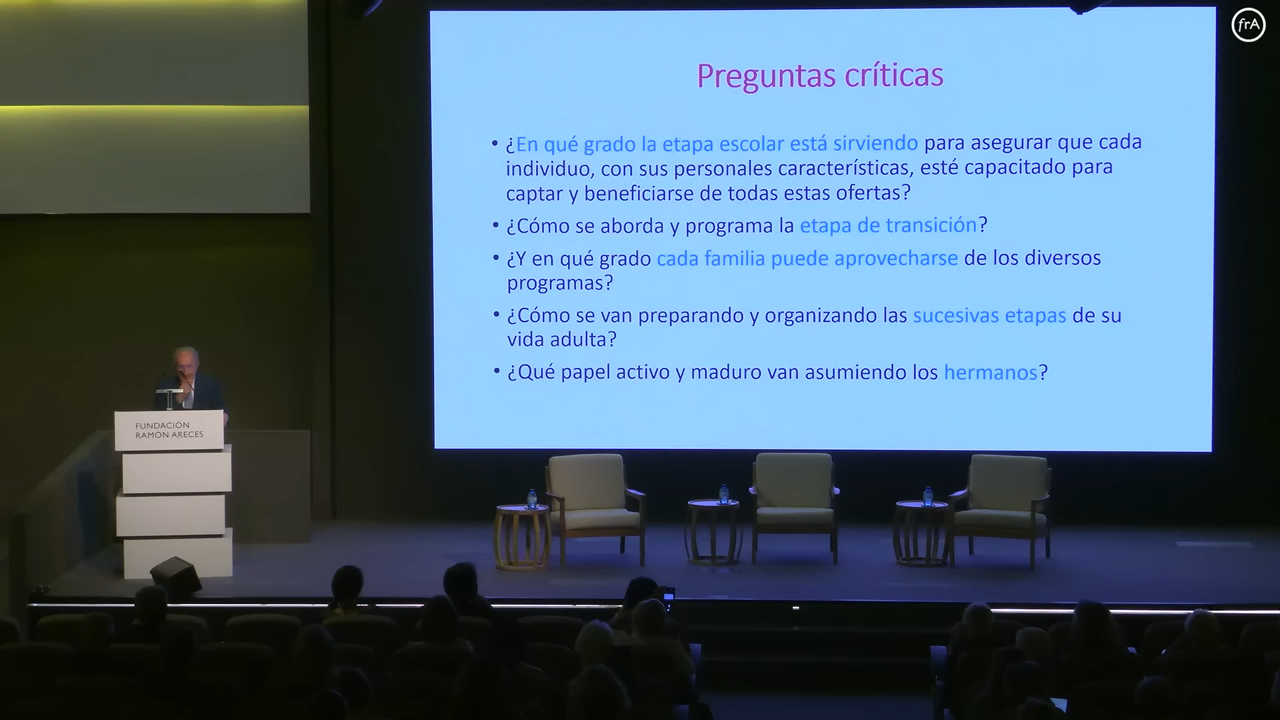 frA
Preguntas críticas
• ¿En qué grado la etapa escolar está sirviendo para asegurar que cada
individuo, con sus personales características, esté capacitado para
captar y beneficiarse de todas estas ofertas?
• ¿Cómo se aborda y programa la etapa de transición?
• ¿Y en qué grado cada familia puede aprovecharse de los diversos
programas?
• ¿Cómo se van preparando y organizando las sucesivas etapas de su
vida adulta?
• ¿Qué papel activo y maduro van asumiendo los hermanos?
FUNDACIÓN
RAMÓN ARECES